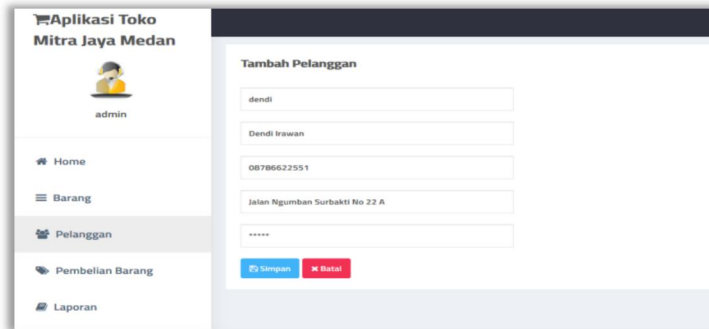 Aplikasi Toko
Mitra Jaya Medan
admin
Home
Barang
Pelanggan
Pembelian Barang
Laporan
Tambah Pelanggan
dendi
Dendi Irawan
08786622551
Jalan Ngumban Surbakti No 22 A
*****
Simpan
Batal